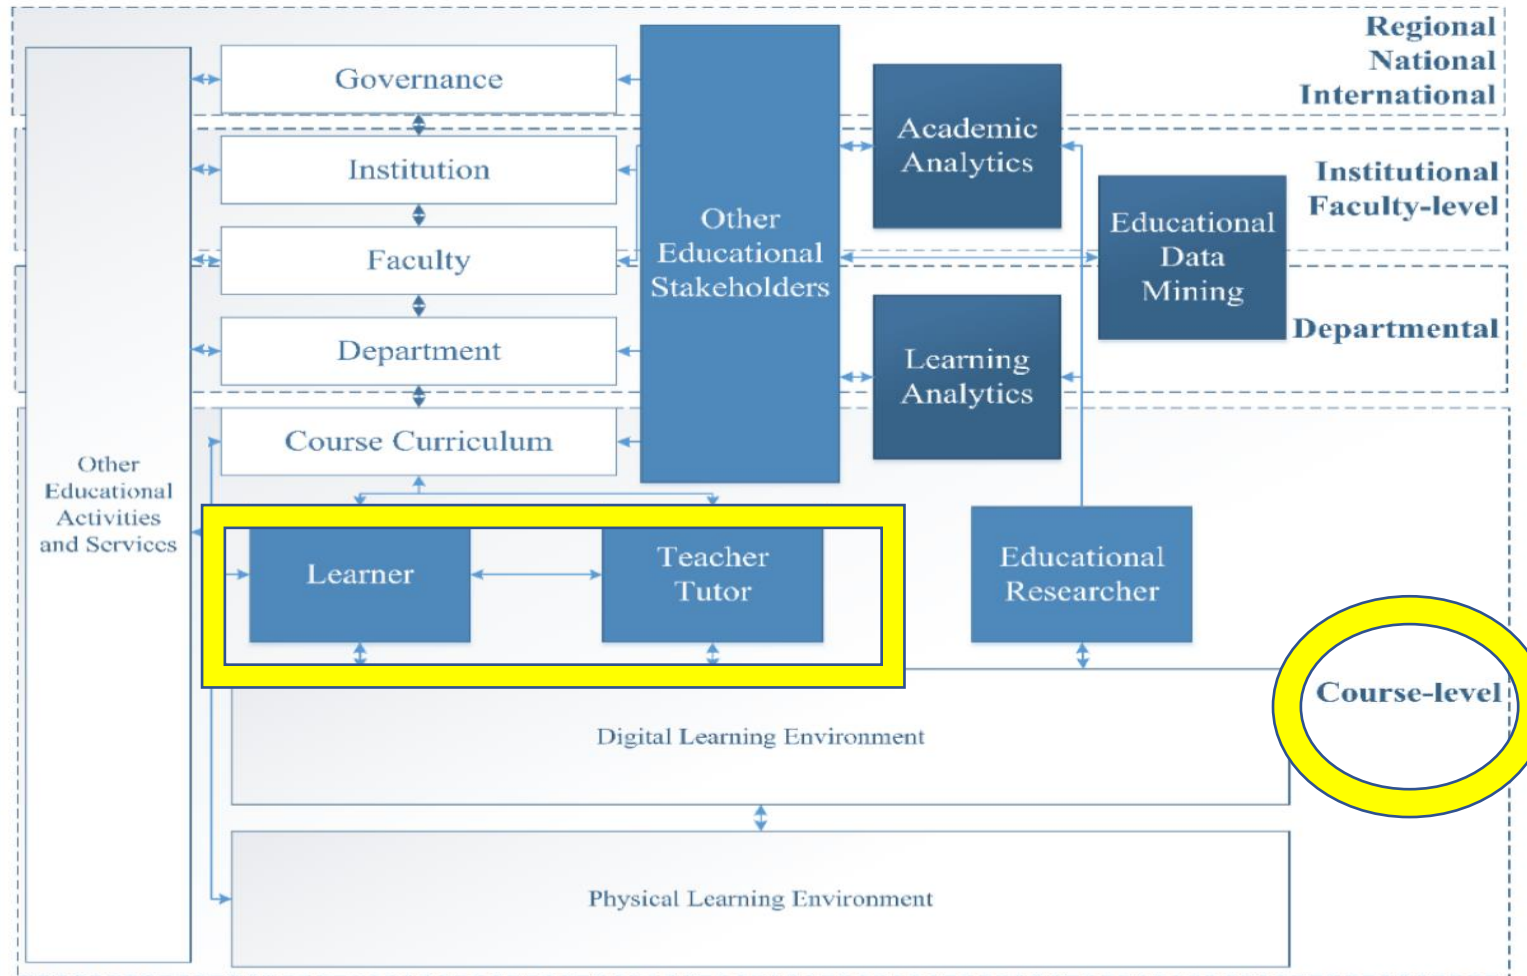 Regional
National
International
Governance
Academic
Analytics
Institution
Institutional
Faculty-level
Other
Educational
Stakeholders
Educational
Data
Mining
Faculty
Department
Learning
Analytics
Departmental
Course Curriculum
Other
Educational
Activities
and Services
Learner
Teacher
Tutor
Educational
Researcher
Course-level
Digital Learning Environment
Physical Learning Environment